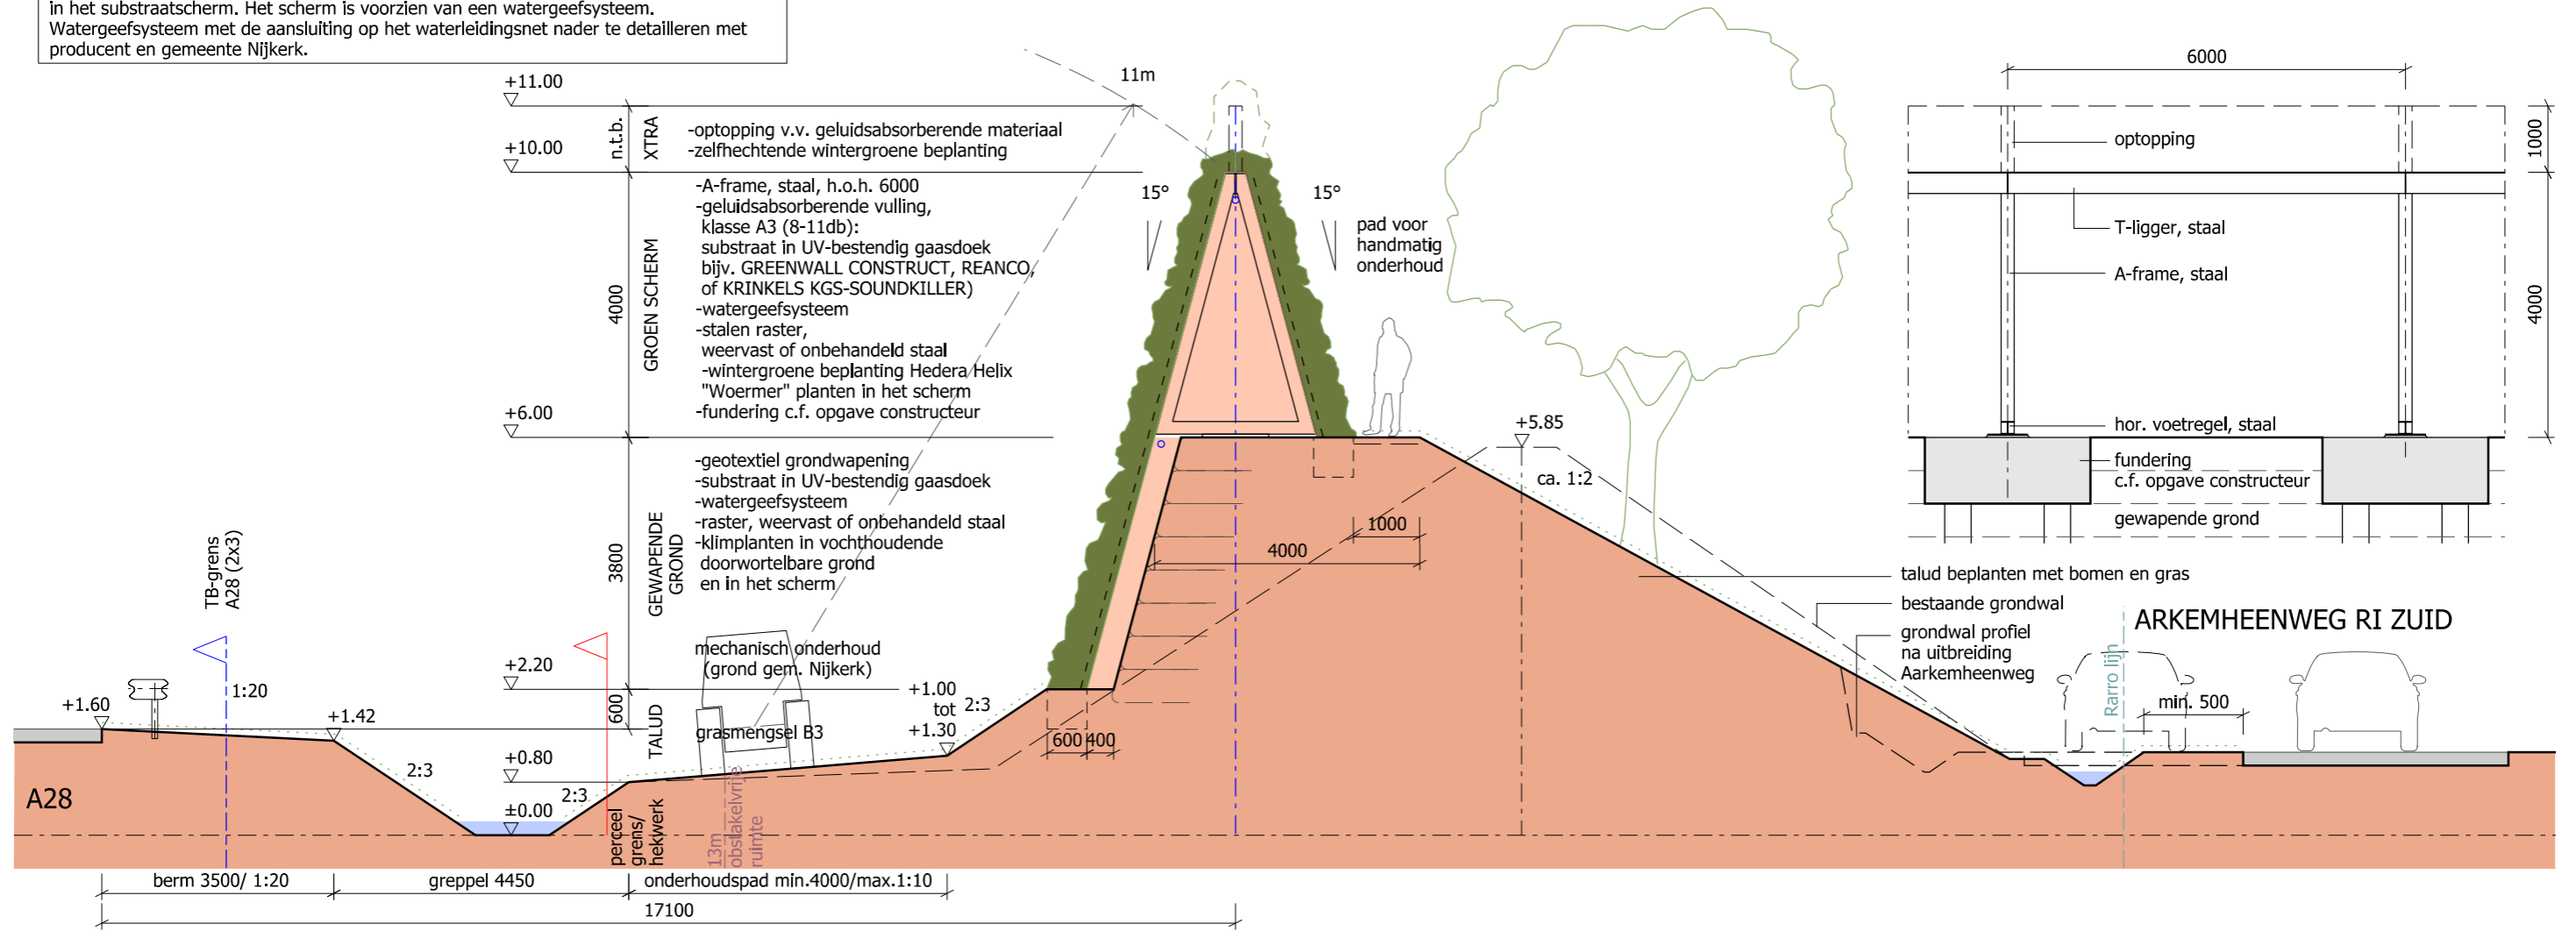 in het substraatscherm. Het scherm is voorzien van een watergeefsysteem.
Watergeefsysteem met de aansluiting op het waterleidingsnet nader te detailleren met
producent en gemeente Nijkerk.
+11.00
n.t.b.
XTRA
-optopping v.v. geluidsabsorberende materiaal
-zelfhechtende wintergroene beplanting
11m
+10.00
4000
GROEN SCHERM
-A-frame, staal, h.o.h. 6000
-geluidsabsorberende vulling,
klasse A3 (8-11db):
substraat in UV-bestendig gaasdoek
bijv. GREENWALL CONSTRUCT, REANCO,
of KRINKELS KGS-SOUNDKILLER)
-watergeefsysteem
-stalen raster,
weervast of onbehandeld staal
-wintergroene beplanting Hedera Helix
"Woermer" planten in het scherm
-fundering c.f. opgave constructeur
15°
15°
pad voor
handmatig
onderhoud
+6.00
3800
GEWAPENDE
GROND
-geotextiel grondwapening
-substraat in UV-bestendig gaasdoek
-watergeefsysteem
-raster, weervast of onbehandeld staal
-klimplanten in vochthoudende
doorwortelbare grond
en in het scherm
+5.85
ca. 1:2
1000
4000
TB-grens
A28 (2x3)
1:20
+1.60
+1.42
2:3
A28
+2.20
600
TALUD
mechanisch onderhoud
(grond gem. Nijkerk)
grasmengsel B3
+1.00
tot
+1.30
2:3
600
400
+0.80
2:3
±0.00
perceel
grens/
hekwerk
13m
obstakelvrije
ruimte
berm 3500/ 1:20
greppel 4450
onderhoudspad min.4000/max.1:10
17100
6000
1000
4000
optopping
T-ligger, staal
A-frame, staal
hor. voetregel, staal
fundering
c.f. opgave constructeur
gewapende grond
talud beplanten met bomen en gras
bestaande grondwal
grondwal profiel
na uitbreiding
Aarkemheenweg
ARKEMHEENWEG RI ZUID
Rarro lijn
min. 500